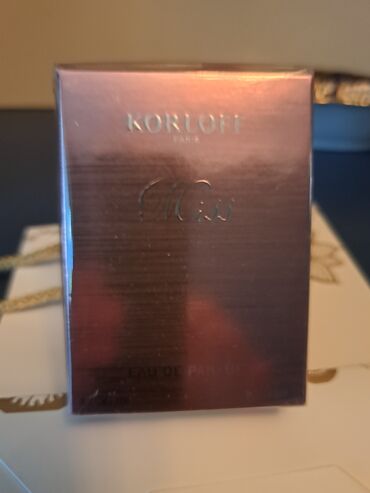 KORLOFF
PARIS
Miss
EAU DE PARFUM